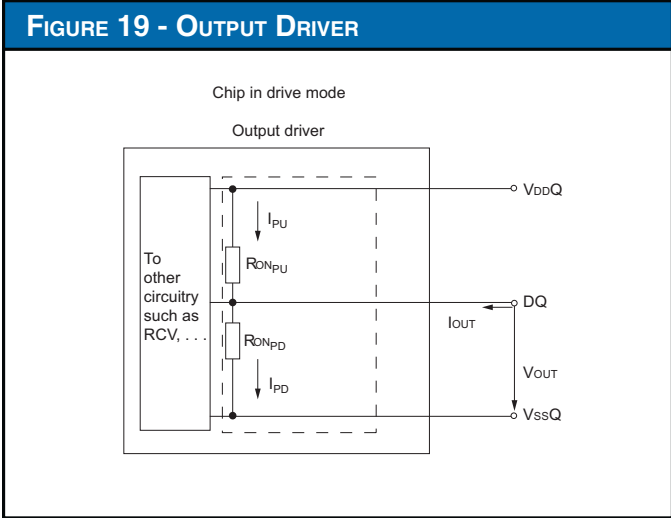 FIGURE 19 - OUTPUT DRIVER
Chip in drive mode
Output driver
VDDQ
IPU
RONPU
To
other
circuitry
such as
RCV, . . .
DQ
IOUT
RONPD
VOUT
IPD
VSSQ